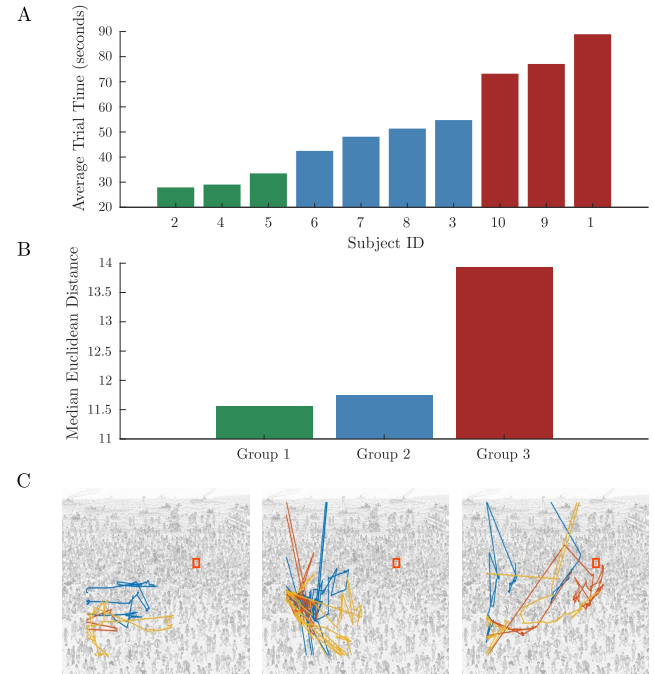 A
Average Trial Time (seconds)
90
80
70
60
50
40
30
20
2 4 5 6 7 8 3 10 9 1
Subject ID
B
Median Euclidean Distance
14
13.5
13
12.5
12
11.5
11
Group 1 Group 2 Group 3
C